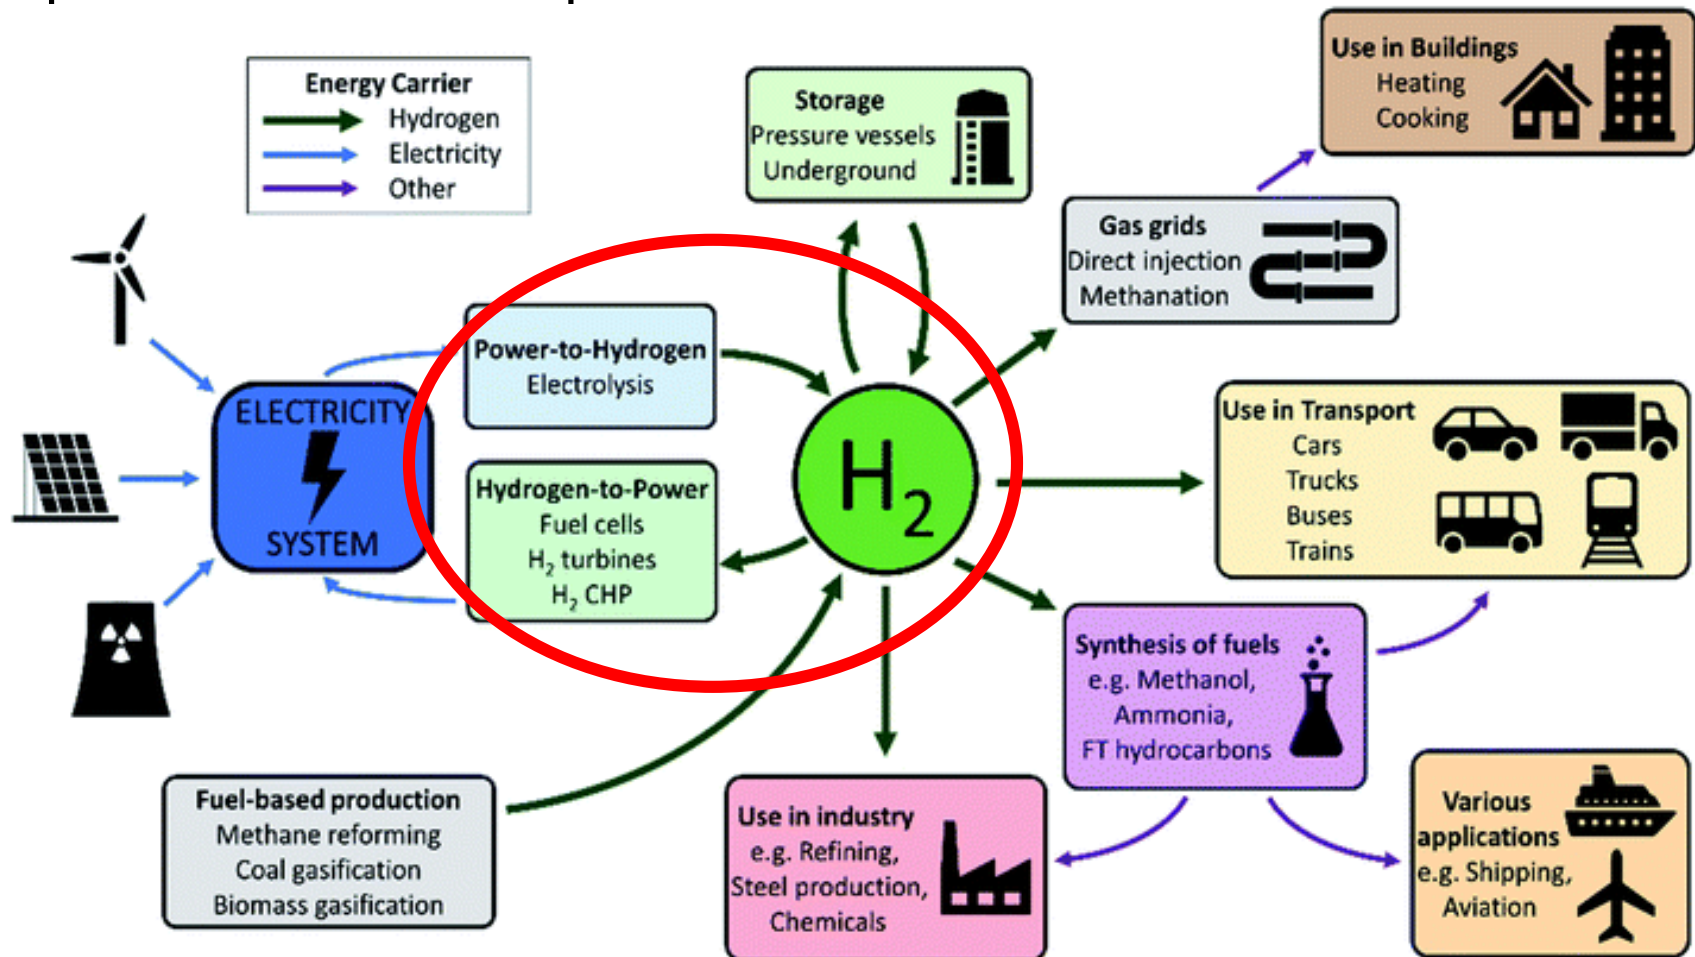 Energy Carrier
Hydrogen
Electricity
Other
Storage
Pressure vessels
Underground
Use in Buildings
Heating
Cooking
Gas grids
Direct injection
Methanation
Power-to-Hydrogen
Electrolysis
ELECTRICITY
SYSTEM
Hydrogen-to-Power
Fuel cells
H₂ turbines
H₂ CHP
H₂
Use in Transport
Cars
Trucks
Buses
Trains
Synthesis of fuels
e.g. Methanol,
Ammonia,
FT hydrocarbons
Fuel-based production
Methane reforming
Coal gasification
Biomass gasification
Use in industry
e.g. Refining,
Steel production,
Chemicals
Various
applications
e.g. Shipping,
Aviation